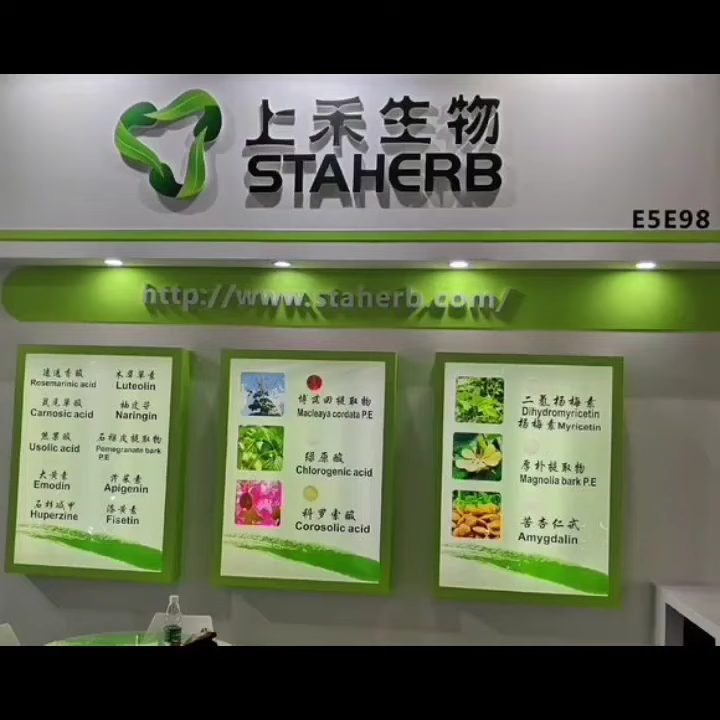 上禾生物
STAHERB
E5E98
http://www.staherb.com/
迷迭香酸
Rosemarinic acid
鼠尾草酸
Carnosic acid
熊果酸
Usolic acid
大黄素
Emodin
石杉碱甲
Huperzine
木犀草素
Luteolin
柚皮苷
Naringin
石榴皮提取物
Pomegranate bark
P.E
芹菜素
Apigenin
漆黄素
Fisetin
博落回提取物
Macleaya cordata P.E
绿原酸
Chlorogenic acid
科罗索酸
Corosolic acid
二氢杨梅素
Dihydromyricetin
杨梅素 Myricetin
厚朴提取物
Magnolia bark P.E
苦杏仁甙
Amygdalin